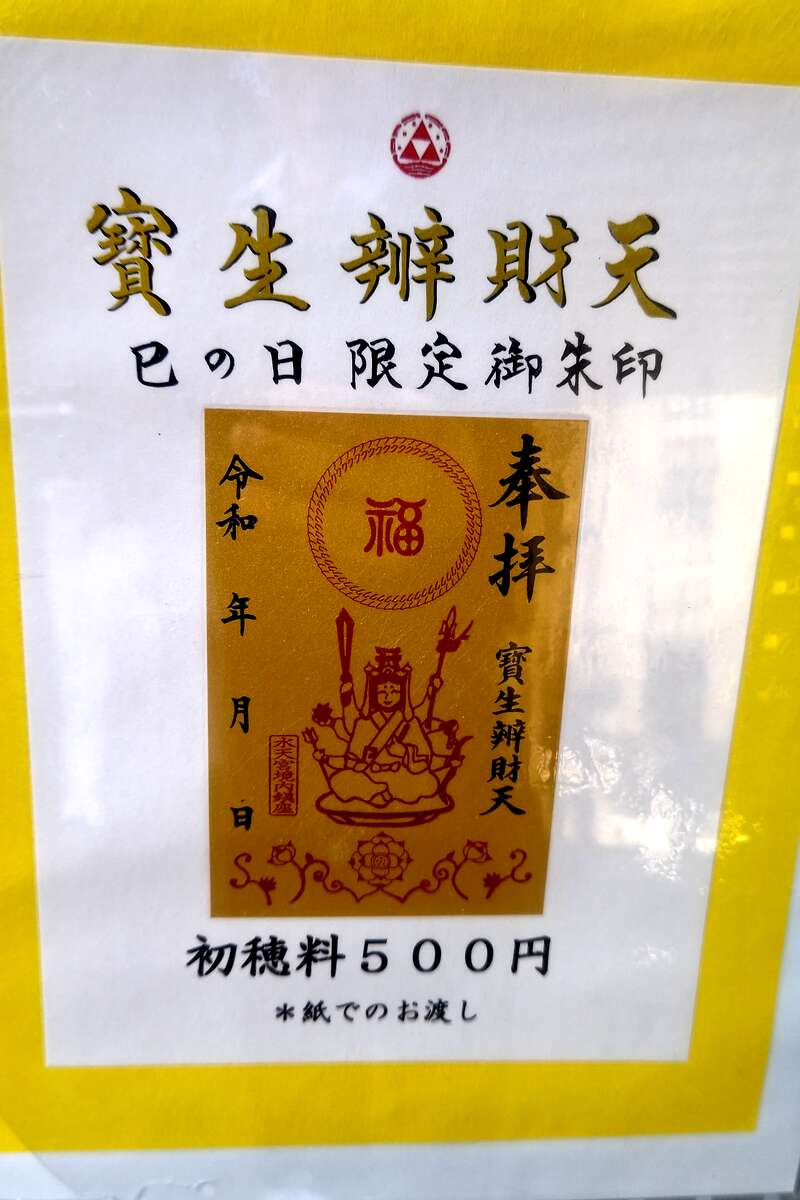 寶生辨財天
巳の日 限定御朱印
奉拝
寶生辨財天
福
水天宮境内鎮座
令和 年 月 日
初穂料500円
*紙でのお渡し